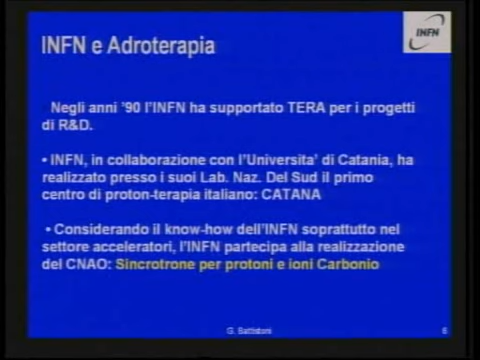 INFN e Adroterapia
INFN
Negli anni '90 l'INFN ha supportato TERA per i progetti
di R&D.
• INFN, in collaborazione con l'Universita' di Catania, ha
realizzato presso i suoi Lab. Naz. Del Sud il primo
centro di proton-terapia italiano: CATANA
• Considerando il know-how dell'INFN soprattutto nel
settore acceleratori, l'INFN partecipa alla realizzazione
del CNAO: Sincrotrone per protoni e ioni Carbonio
G. Battistoni
6